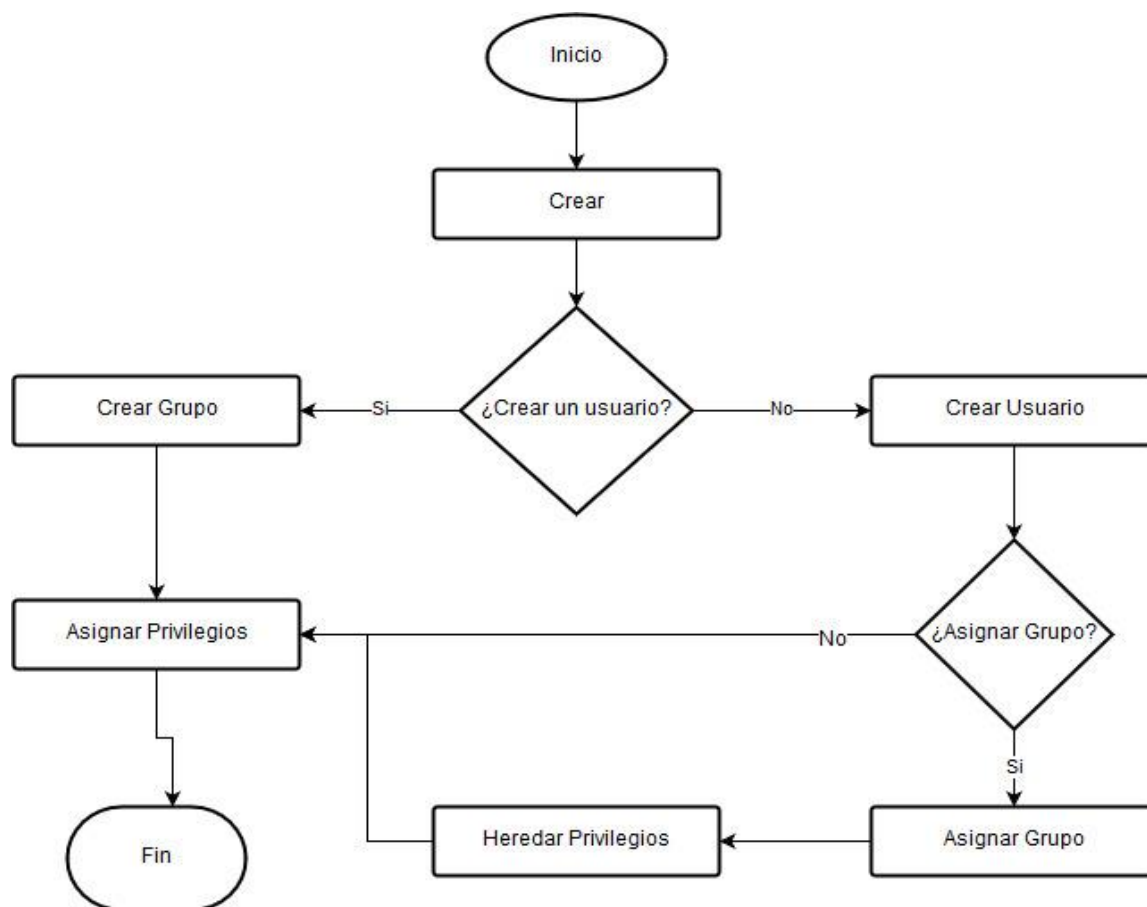 Inicio
Crear
Crear Grupo
Si
¿Crear un usuario?
No
Crear Usuario
Asignar Privilegios
No
¿Asignar Grupo?
Si
Fin
Heredar Privilegios
Asignar Grupo